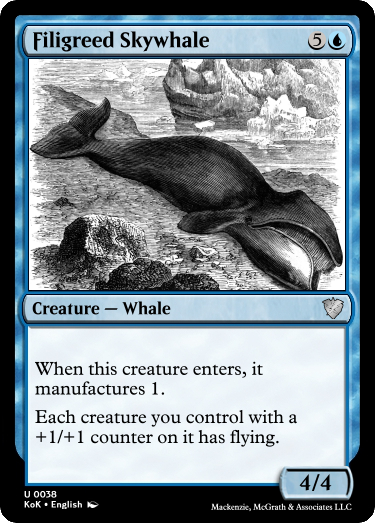 Filigreed Skywhale 5
Creature — Whale
When this creature enters, it
manufactures 1.
Each creature you control with a
+1/+1 counter on it has flying.
4/4
U 0038
KoK • English
Mackenzie, McGrath & Associates LLC